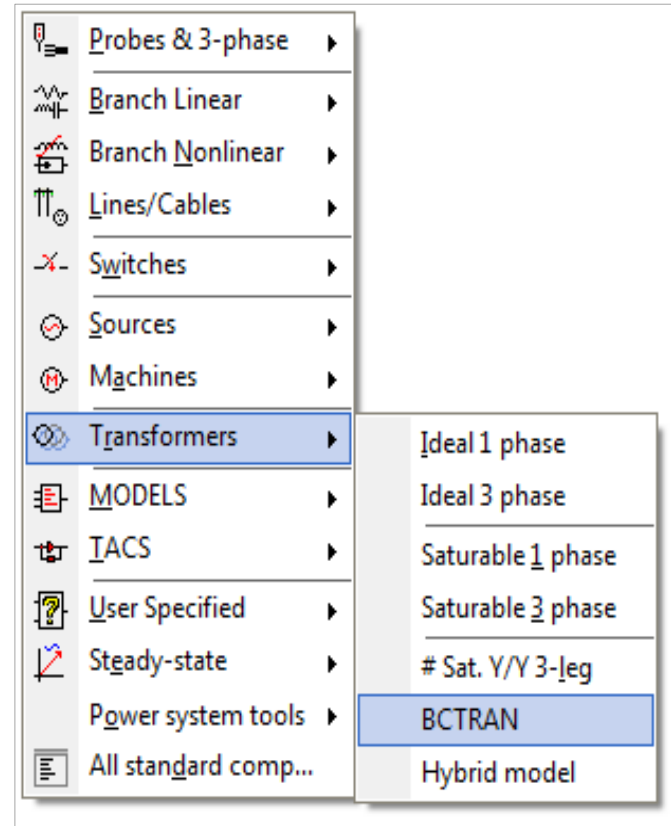 Probes & 3-phase
Branch Linear
Branch Nonlinear
Lines/Cables
Switches
Sources
Machines
Transformers
MODELS
TACS
User Specified
Steady-state
Power system tools
All standard comp...
Ideal 1 phase
Ideal 3 phase
Saturable 1 phase
Saturable 3 phase
# Sat. Y/Y 3-leg
BCTRAN
Hybrid model